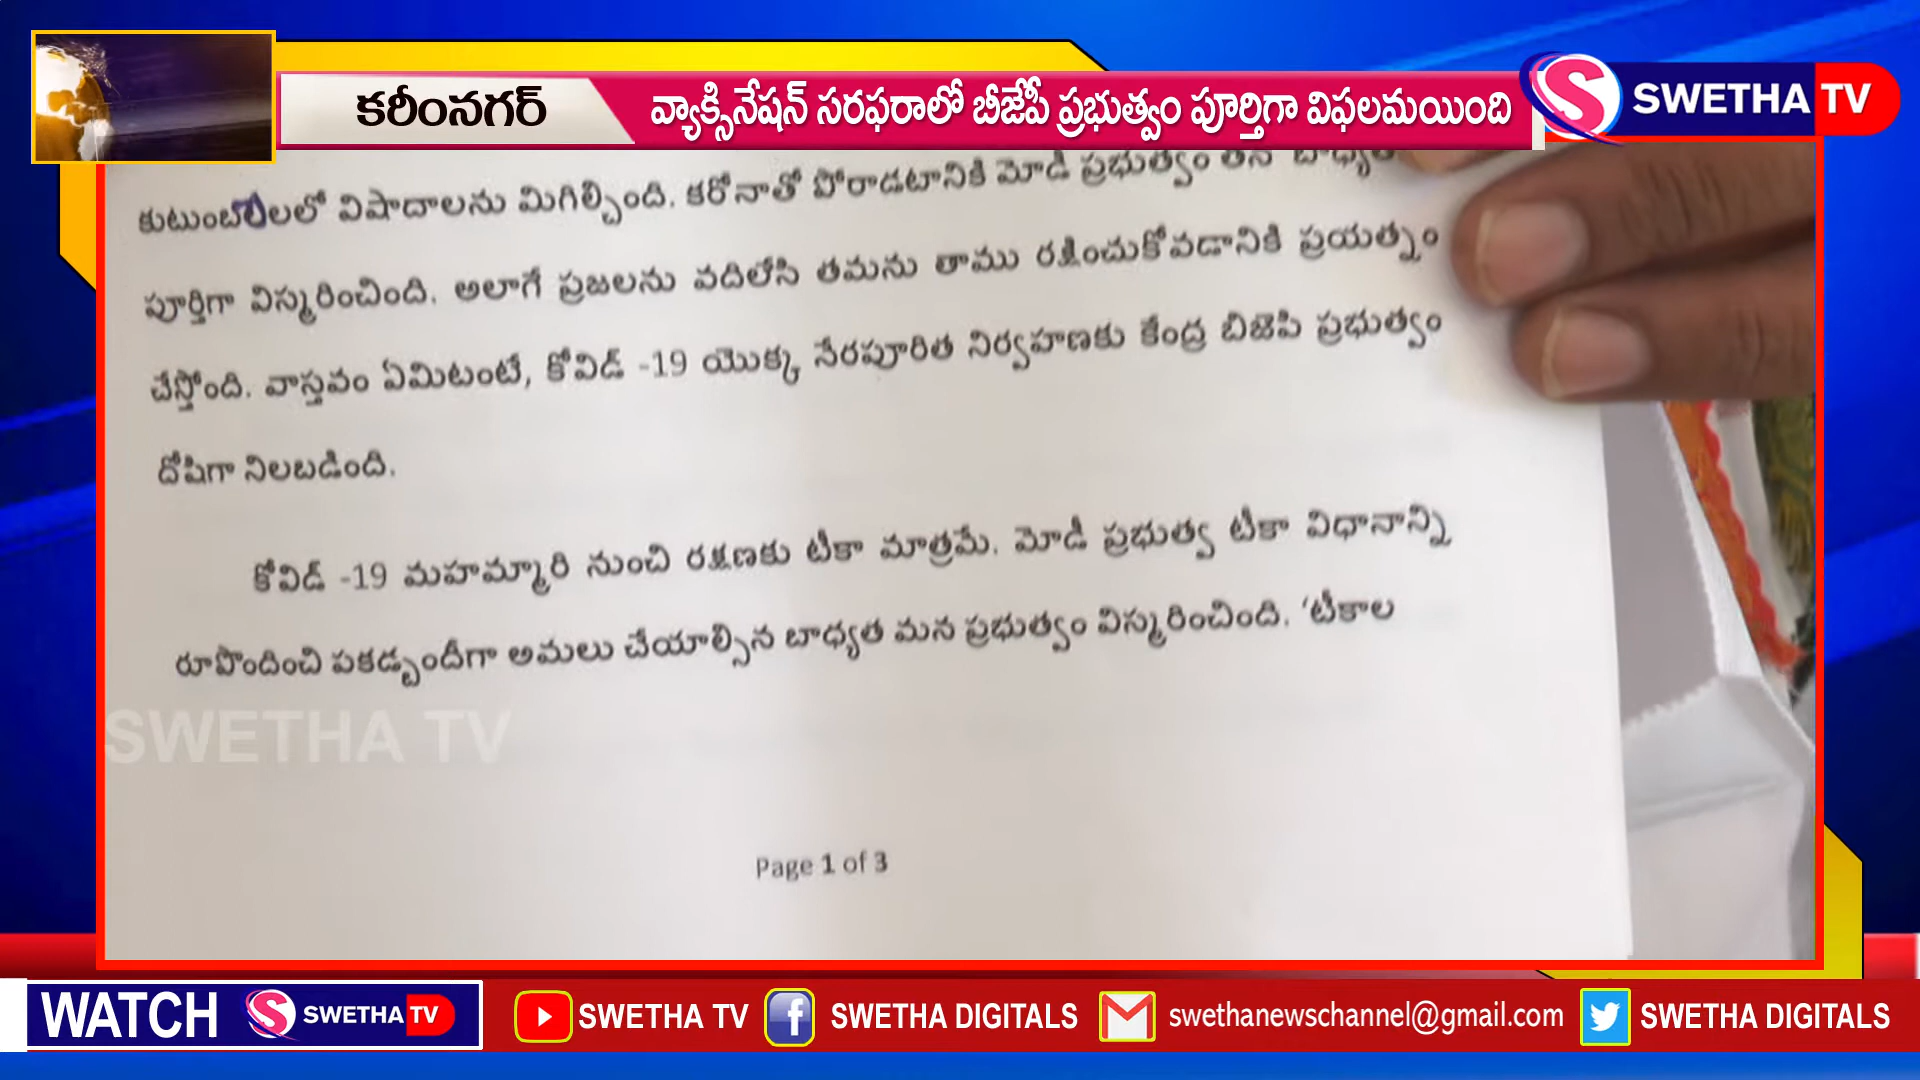 కరీంనగర్
వ్యాక్సినేషన్ సరఫరాలో బీజేపీ ప్రభుత్వం పూర్తిగా విఫలమయింది
SWETHA TV
కుటుంబాలలో విషాదాలను మిగిల్చింది. కరోనాతో పోరాడటానికి మోడీ ప్రభుత్వం తన బాధ్యత
పూర్తిగా విస్మరించింది. అలాగే ప్రజలను వదిలేసి తమను తాము రక్షించుకోవడానికి ప్రయత్నం
చేస్తోంది. వాస్తవం ఏమిటంటే, కోవిడ్ -19 యొక్క నేరపూరిత నిర్వహణకు కేంద్ర బిజెపి ప్రభుత్వం
దోషిగా నిలబడింది.
కోవిడ్ -19 మహమ్మారి నుంచి రక్షణకు టీకా మాత్రమే. మోడీ ప్రభుత్వ టీకా విధానాన్ని
రూపొందించి పకడ్బందీగా అమలు చేయాల్సిన బాధ్యత మన ప్రభుత్వం విస్మరించింది. ‘టీకాల
SWETHA TV
Page 1 of 3
WATCH S SWETHA TV SWETHA TV SWETHA DIGITALS swethanewschannel@gmail.com SWETHA DIGITALS